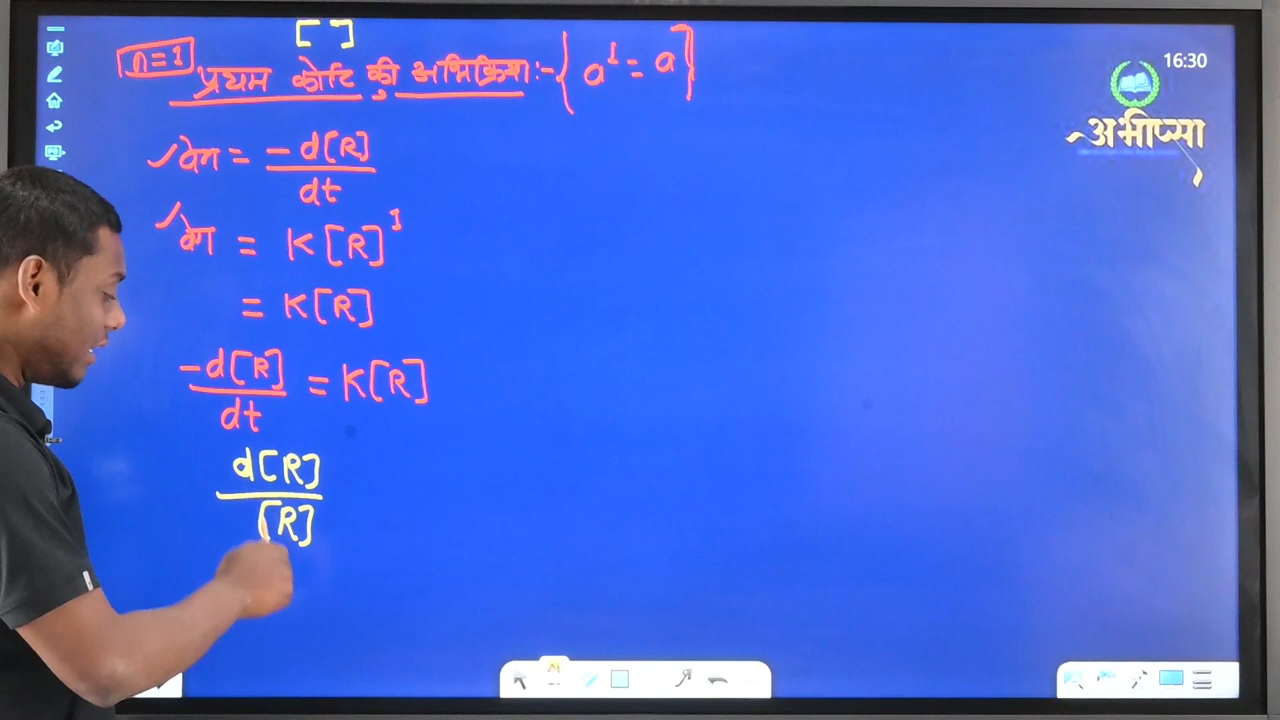 [ ]
n=1 प्रथम कोटि की अभिक्रिया:- { a¹ = a }
वेग = -d[R]/dt
वेग = K[R]¹
= K[R]
-d[R]/dt = K[R]
d[R]/[R]
16:30
अभीप्सा